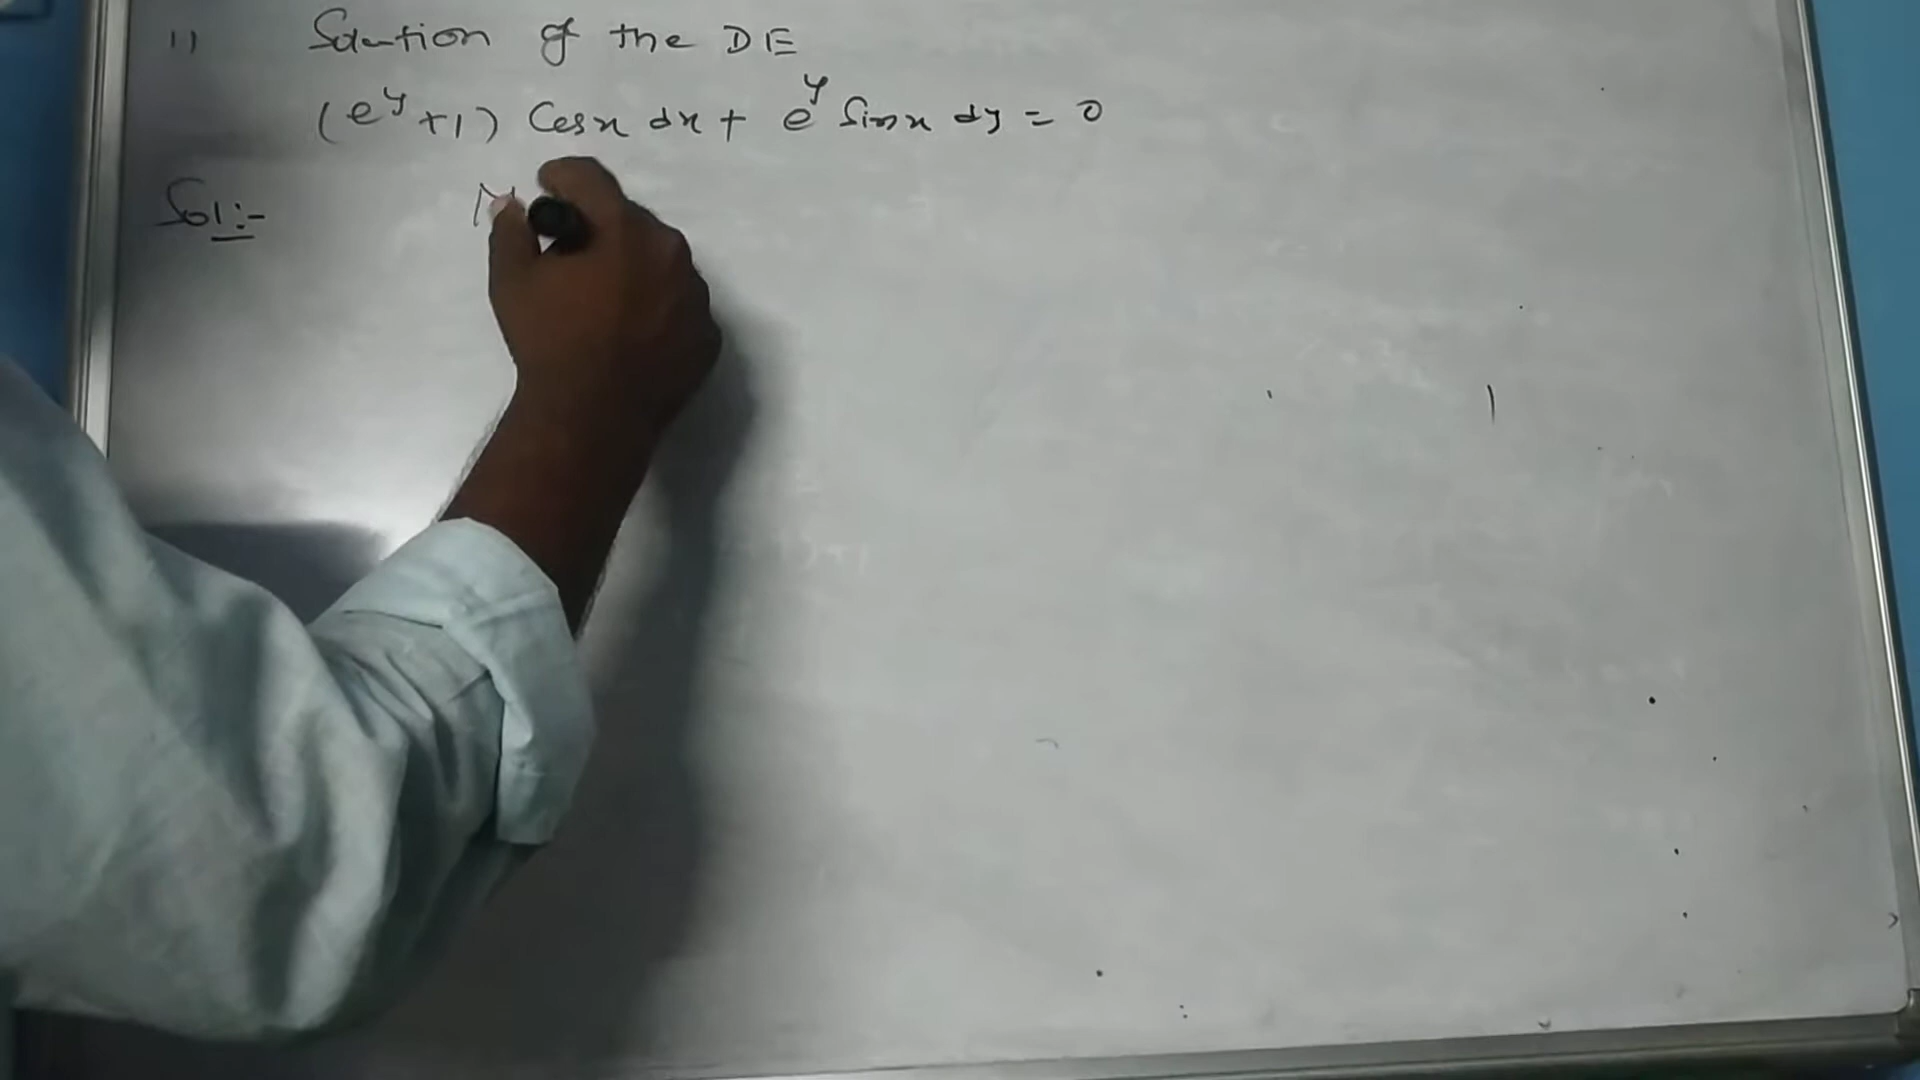 11) Solution of the DE
(e^y +1) Cosx dx + e^y Sinx dy = 0
Sol:- M